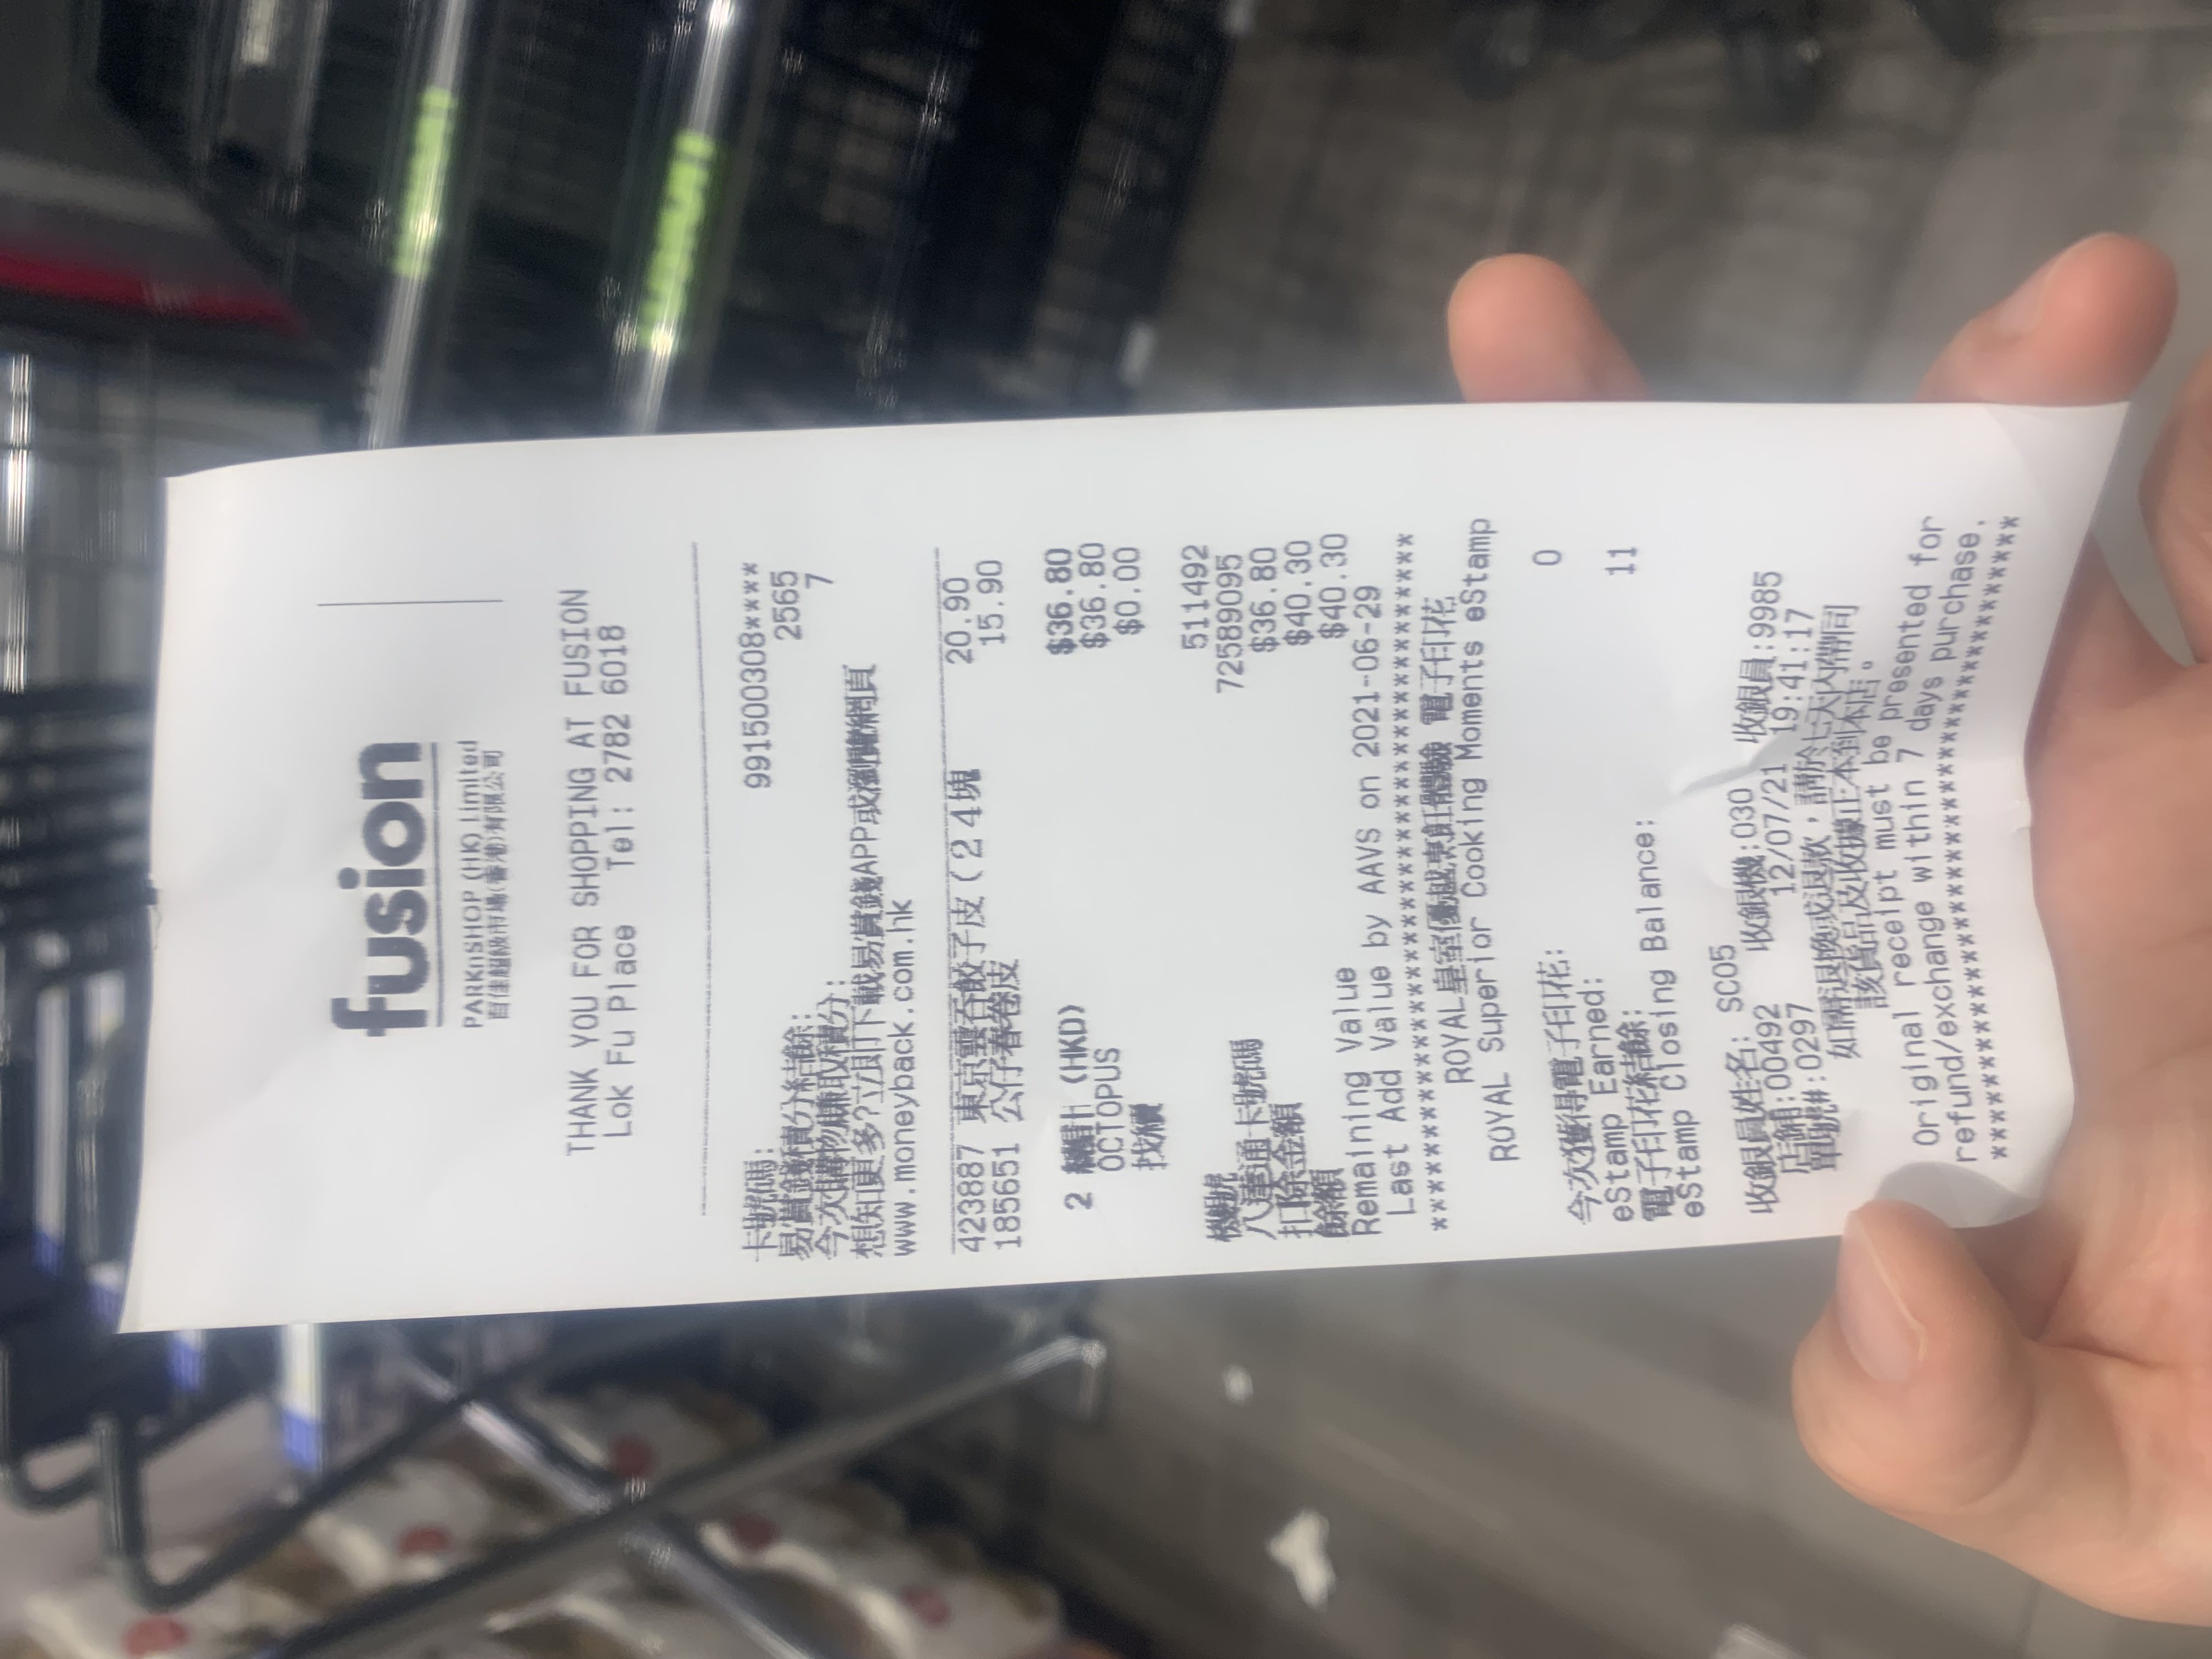 fusion
PARKnSHOP (HK) Limited
百佳超級市場(香港)有限公司
THANK YOU FOR SHOPPING AT FUSION
Lok Fu Place Tel: 2782 6018
卡號碼: 991500308****
易賞錢積分結餘: 2565
今次購物賺取積分: 7
想知更多?立即下載易賞錢APP或瀏覽網頁
www.moneyback.com.hk
423887 東京雲吞餃子皮(24塊 20.90
185651 公仔春卷皮 15.90
2 總計 (HKD) $36.80
OCTOPUS $36.80
找續 $0.00
機號 511492
八達通卡號碼 72589095
扣除金額 $36.80
餘額 $40.30
Remaining Value $40.30
Last Add Value by AAVS on 2021-06-29
****************************************
ROYAL皇室優越烹飪體驗 電子印花
ROYAL Superior Cooking Moments eStamp
今次獲得電子印花: 0
eStamp Earned:
電子印花結餘: 11
eStamp Closing Balance:
收銀員姓名: SC05
店舖:00492 收銀機:030 收銀員:9985
單號#:0297 12/07/21 19:41:17
如需退換或退款，請於七天內帶同
該貨品及收據正本到本店。
Original receipt must be presented for
refund/exchange within 7 days purchase.
****************************************
FUSION